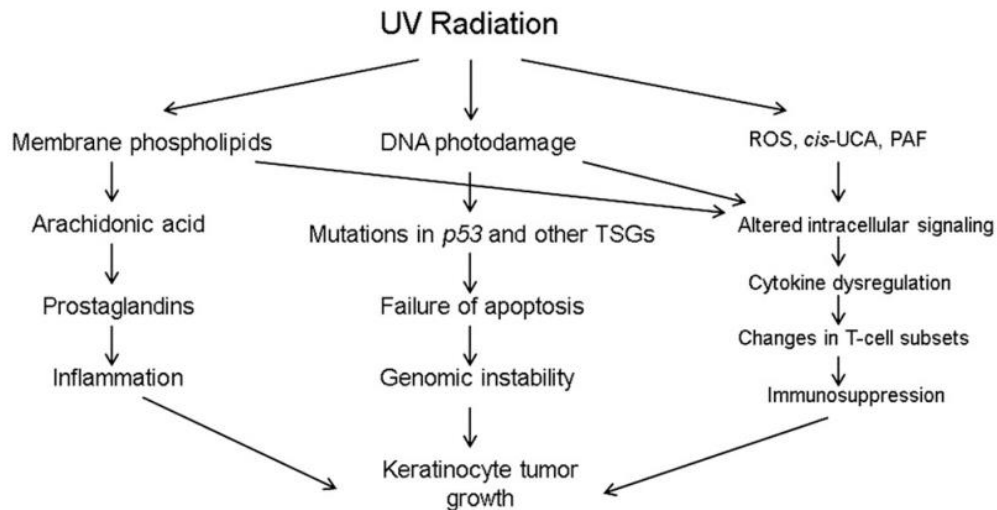 UV Radiation
Membrane phospholipids
DNA photodamage
ROS, cis-UCA, PAF
Arachidonic acid
Mutations in p53 and other TSGs
Altered intracellular signaling
Prostaglandins
Failure of apoptosis
Cytokine dysregulation
Changes in T-cell subsets
Inflammation
Genomic instability
Immunosuppression
Keratinocyte tumor
growth